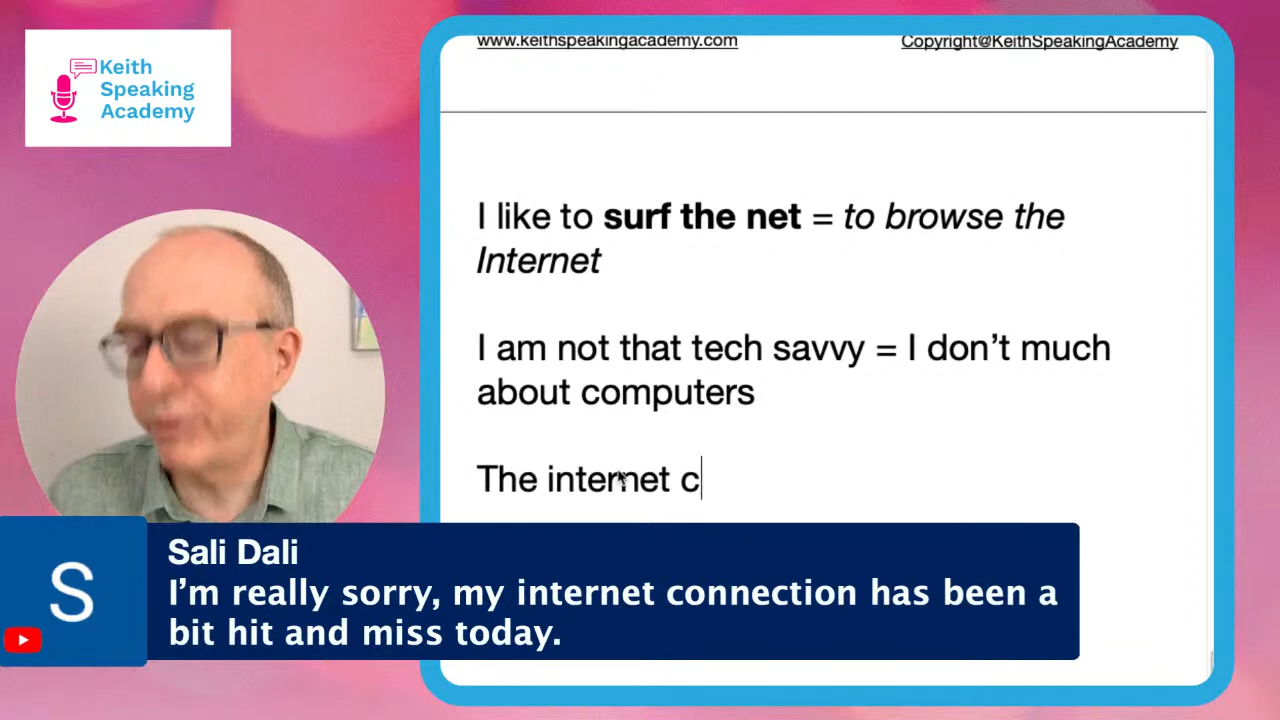 Keith
Speaking
Academy
www.keithspeakingacademy.com
Copyright@KeithSpeakingAcademy
I like to surf the net = to browse the
Internet
I am not that tech savvy = I don’t much
about computers
The internet c
S
Sali Dali
I’m really sorry, my internet connection has been a
bit hit and miss today.